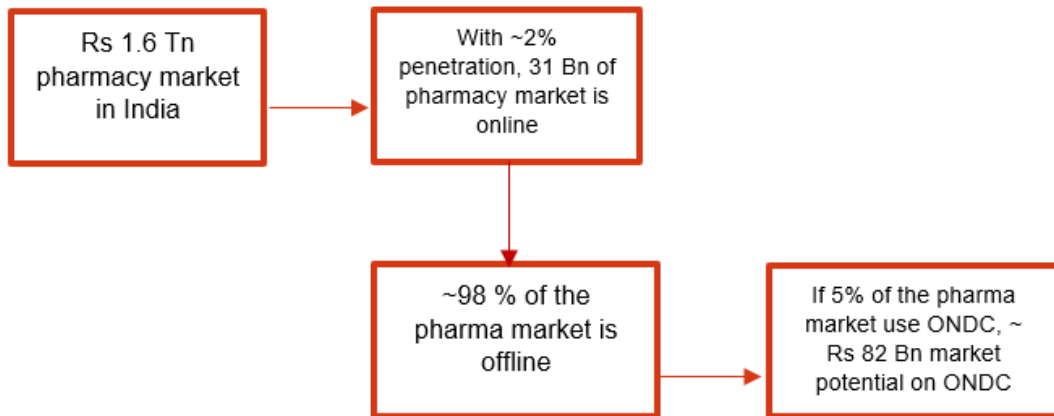 Rs 1.6 Tn
pharmacy market
in India
With ~2%
penetration, 31 Bn of
pharmacy market is
online
~98 % of the
pharma market is
offline
If 5% of the pharma
market use ONDC, ~
Rs 82 Bn market
potential on ONDC